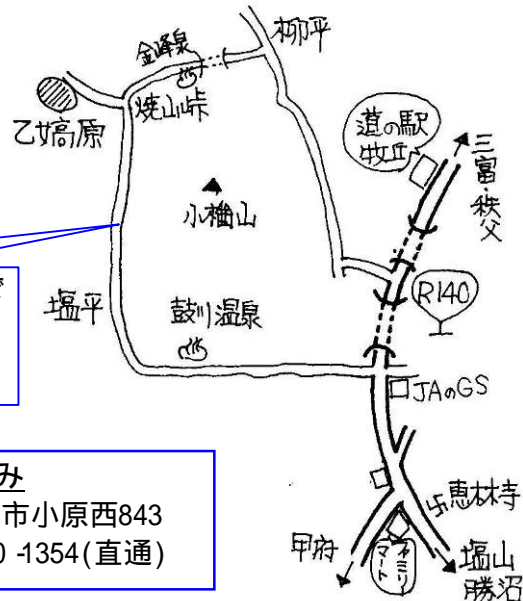 金峰泉
柳平
焼山峠
乙女高原
道の駅
牧丘
三富・秩父
小楢山
塩平
R140
鼓川温泉
JAのGS
み
市小原西843
0-1354(直通)
恵林寺
甲府
ファミリー
マート
塩山
勝沼